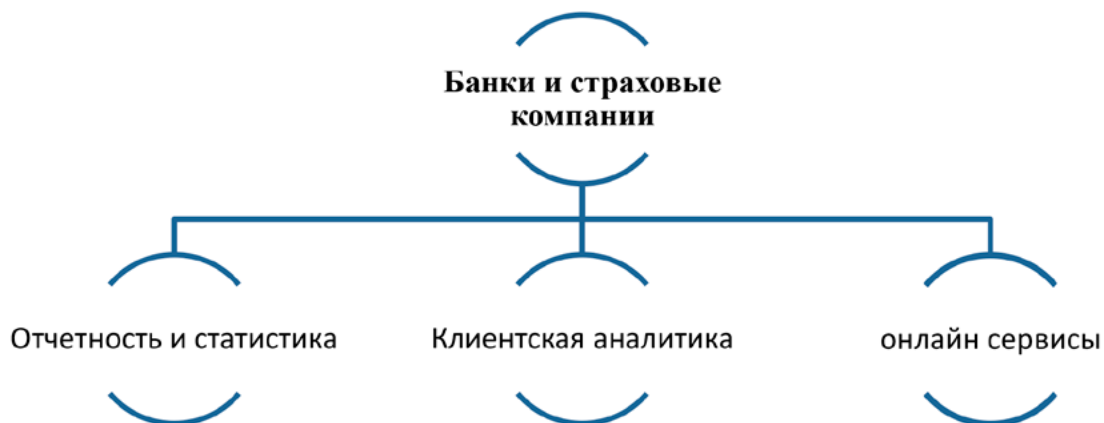 Банки и страховые
компании
Отчетность и статистика
Клиентская аналитика
онлайн сервисы